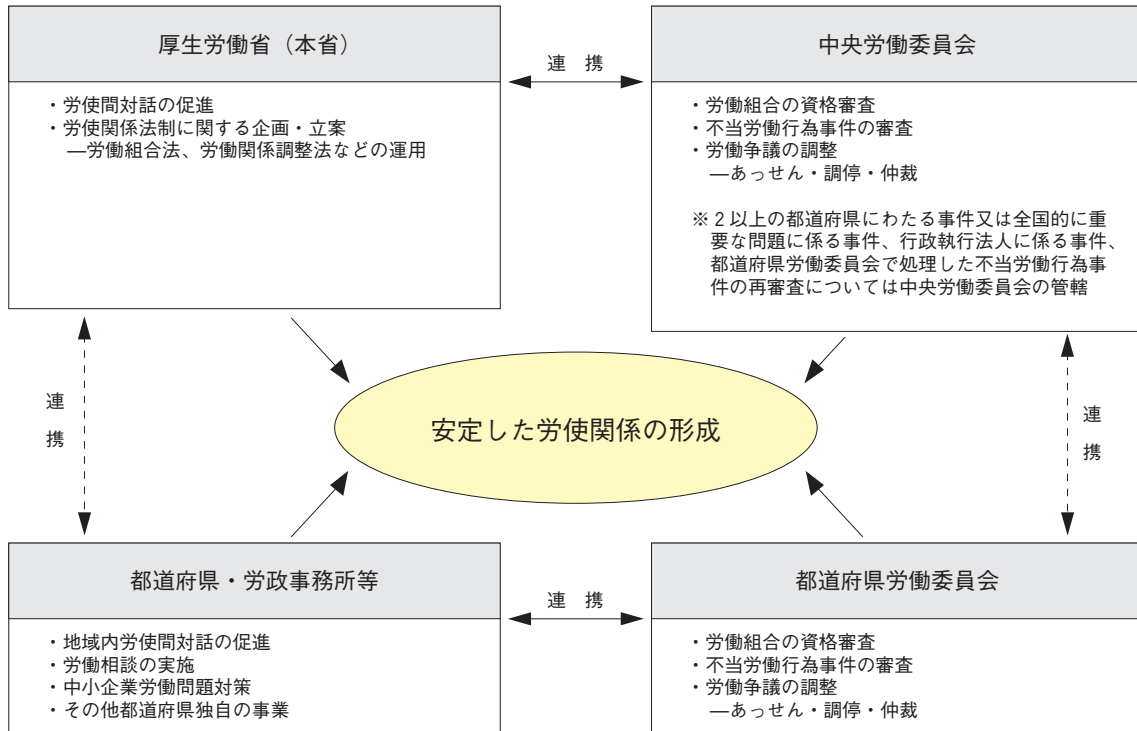 厚生労働省（本省）
・労使間対話の促進
・労使関係法制に関する企画・立案
―労働組合法、労働関係調整法などの運用
連　携
中央労働委員会
・労働組合の資格審査
・不当労働行為事件の審査
・労働争議の調整
―あっせん・調停・仲裁
※２以上の都道府県にわたる事件又は全国的に重
要な問題に係る事件、行政執行法人に係る事件、
都道府県労働委員会で処理した不当労働行為事
件の再審査については中央労働委員会の管轄
連
携
安定した労使関係の形成
連
携
都道府県・労政事務所等
・地域内労使間対話の促進
・労働相談の実施
・中小企業労働問題対策
・その他都道府県独自の事業
連　携
都道府県労働委員会
・労働組合の資格審査
・不当労働行為事件の審査
・労働争議の調整
―あっせん・調停・仲裁